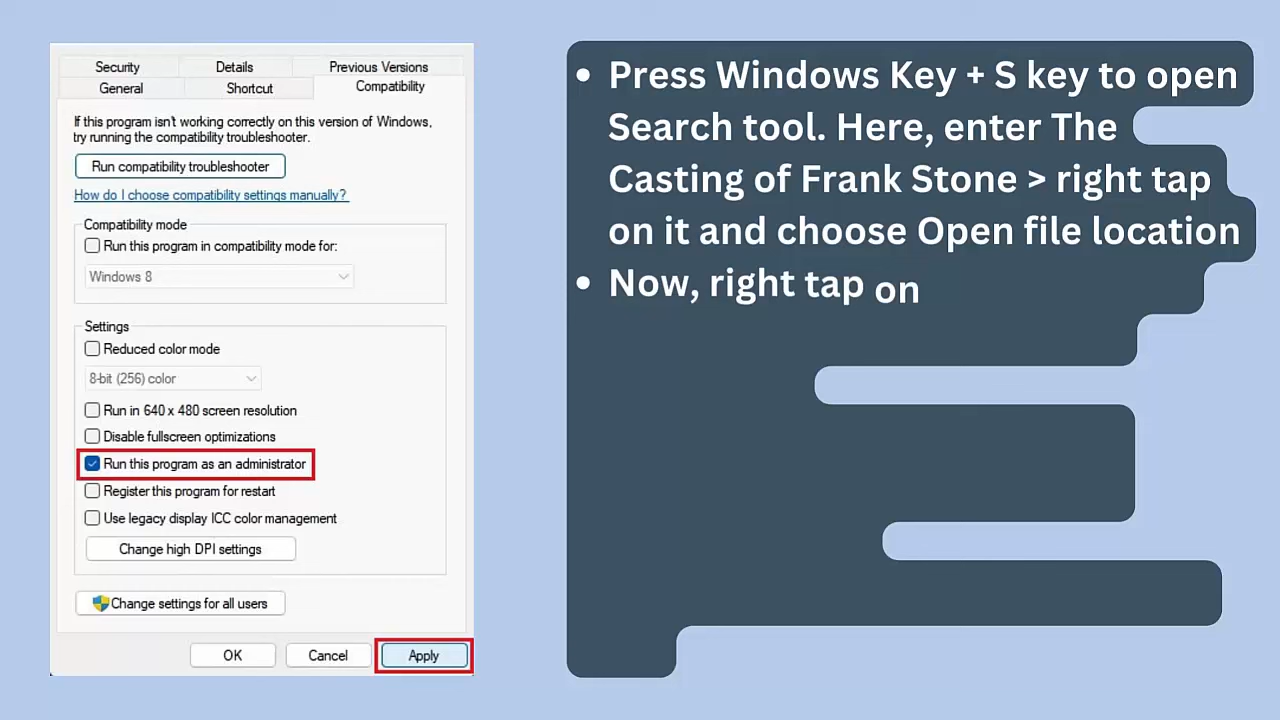 Security
Details
Previous Versions
General
Shortcut
Compatibility
If this program isn't working correctly on this version of Windows,
try running the compatibility troubleshooter.
Run compatibility troubleshooter
How do I choose compatibility settings manually?
Compatibility mode
Run this program in compatibility mode for:
Windows 8
Settings
Reduced color mode
8-bit (256) color
Run in 640 x 480 screen resolution
Disable fullscreen optimizations
Run this program as an administrator
Register this program for restart
Use legacy display ICC color management
Change high DPI settings
Change settings for all users
OK
Cancel
Apply
• Press Windows Key + S key to open
Search tool. Here, enter The
Casting of Frank Stone > right tap
on it and choose Open file location
• Now, right tap on